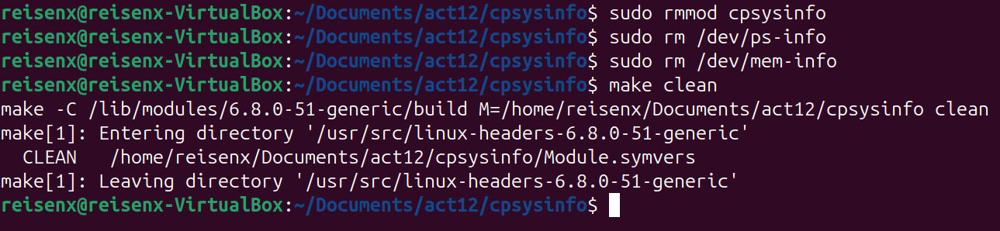 reisenx@reisenx-VirtualBox:~/Documents/act12/cpsysinfo$ sudo rmmod cpsysinfo
reisenx@reisenx-VirtualBox:~/Documents/act12/cpsysinfo$ sudo rm /dev/ps-info
reisenx@reisenx-VirtualBox:~/Documents/act12/cpsysinfo$ sudo rm /dev/mem-info
reisenx@reisenx-VirtualBox:~/Documents/act12/cpsysinfo$ make clean
make -C /lib/modules/6.8.0-51-generic/build M=/home/reisenx/Documents/act12/cpsysinfo clean
make[1]: Entering directory '/usr/src/linux-headers-6.8.0-51-generic'
  CLEAN   /home/reisenx/Documents/act12/cpsysinfo/Module.symvers
make[1]: Leaving directory '/usr/src/linux-headers-6.8.0-51-generic'
reisenx@reisenx-VirtualBox:~/Documents/act12/cpsysinfo$